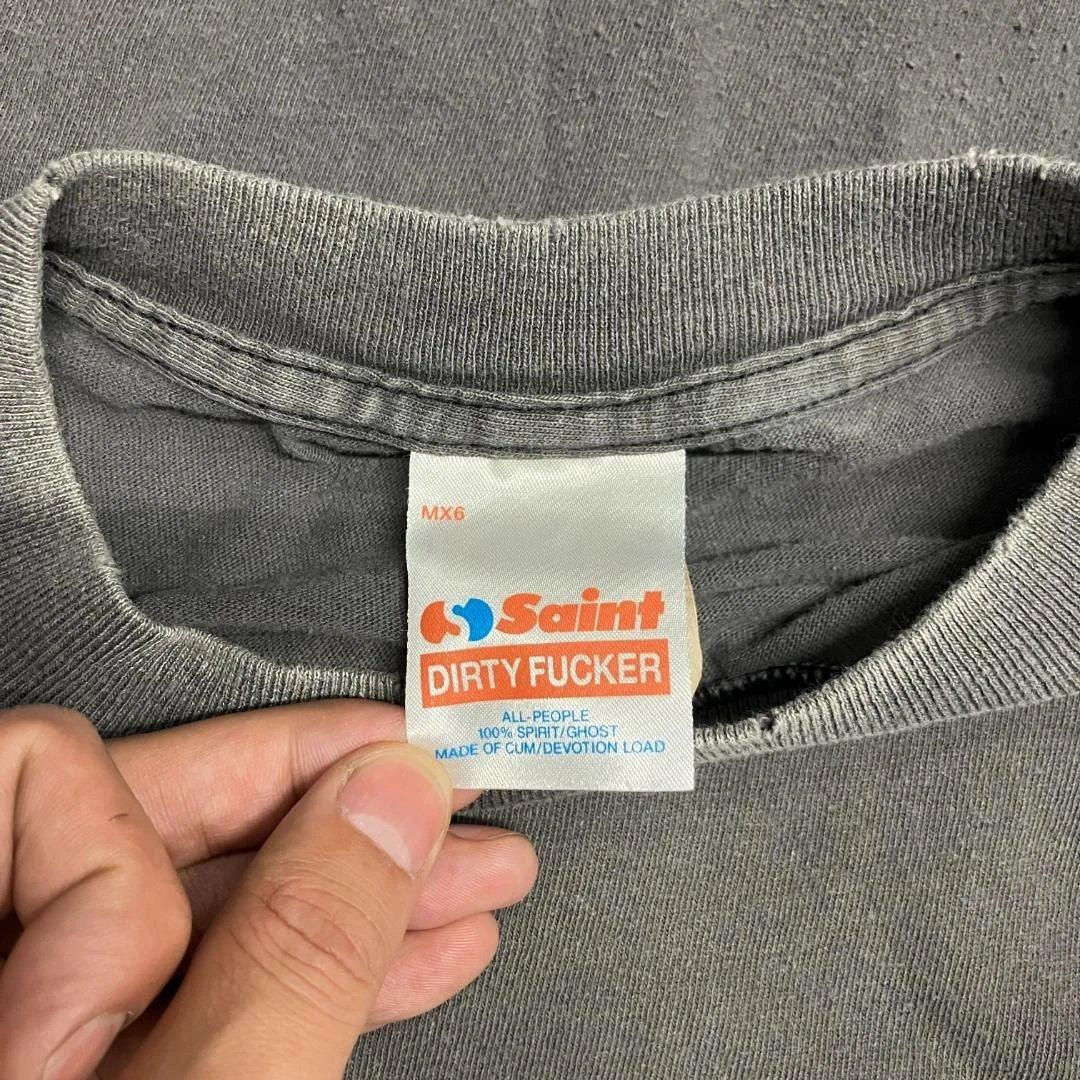 MX6
S Saint
DIRTY FUCKER
ALL-PEOPLE
100% SPIRIT/GHOST
MADE OF CUM/DEVOTION LOAD